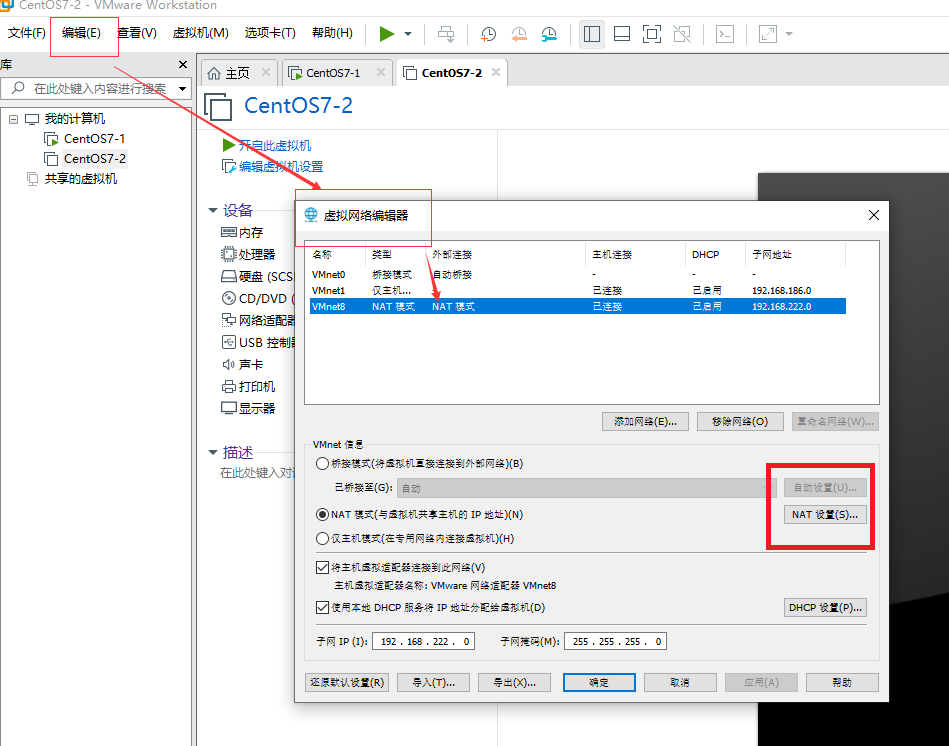 CentOS7-2 - VMware Workstation
文件(F) 编辑(E) 查看(V) 虚拟机(M) 选项卡(T) 帮助(H)
库
在此处键入内容进行搜索
主页 CentOS7-1 CentOS7-2
我的计算机
CentOS7-1
CentOS7-2
共享的虚拟机
CentOS7-2
开启此虚拟机
编辑虚拟机设置
设备
内存
处理器
硬盘 (SCS
CD/DVD (
网络适配器
USB 控制器
声卡
打印机
显示器
描述
在此处键入对该
虚拟网络编辑器
名称 类型 外部连接 主机连接 DHCP 子网地址
VMnet0 桥接模式 自动桥接 - - -
VMnet1 仅主机... - 已连接 已启用 192.168.186.0
VMnet8 NAT 模式 NAT 模式 已连接 已启用 192.168.222.0
添加网络(E)... 移除网络(O) 重命名网络(W)...
VMnet 信息
桥接模式(将虚拟机直接连接到外部网络)(B)
已桥接至(G): 自动 自动设置(U)...
NAT 模式(与虚拟机共享主机的 IP 地址)(N) NAT 设置(S)...
仅主机模式(在专用网络内连接虚拟机)(H)
将主机虚拟适配器连接到此网络(V)
主机虚拟适配器名称: VMware 网络适配器 VMnet8
使用本地 DHCP 服务将 IP 地址分配给虚拟机(D) DHCP 设置(P)...
子网 IP (I): 192 . 168 . 222 . 0 子网掩码(M): 255 . 255 . 255 . 0
还原默认设置(R) 导入(T)... 导出(X)... 确定 取消 应用(A) 帮助